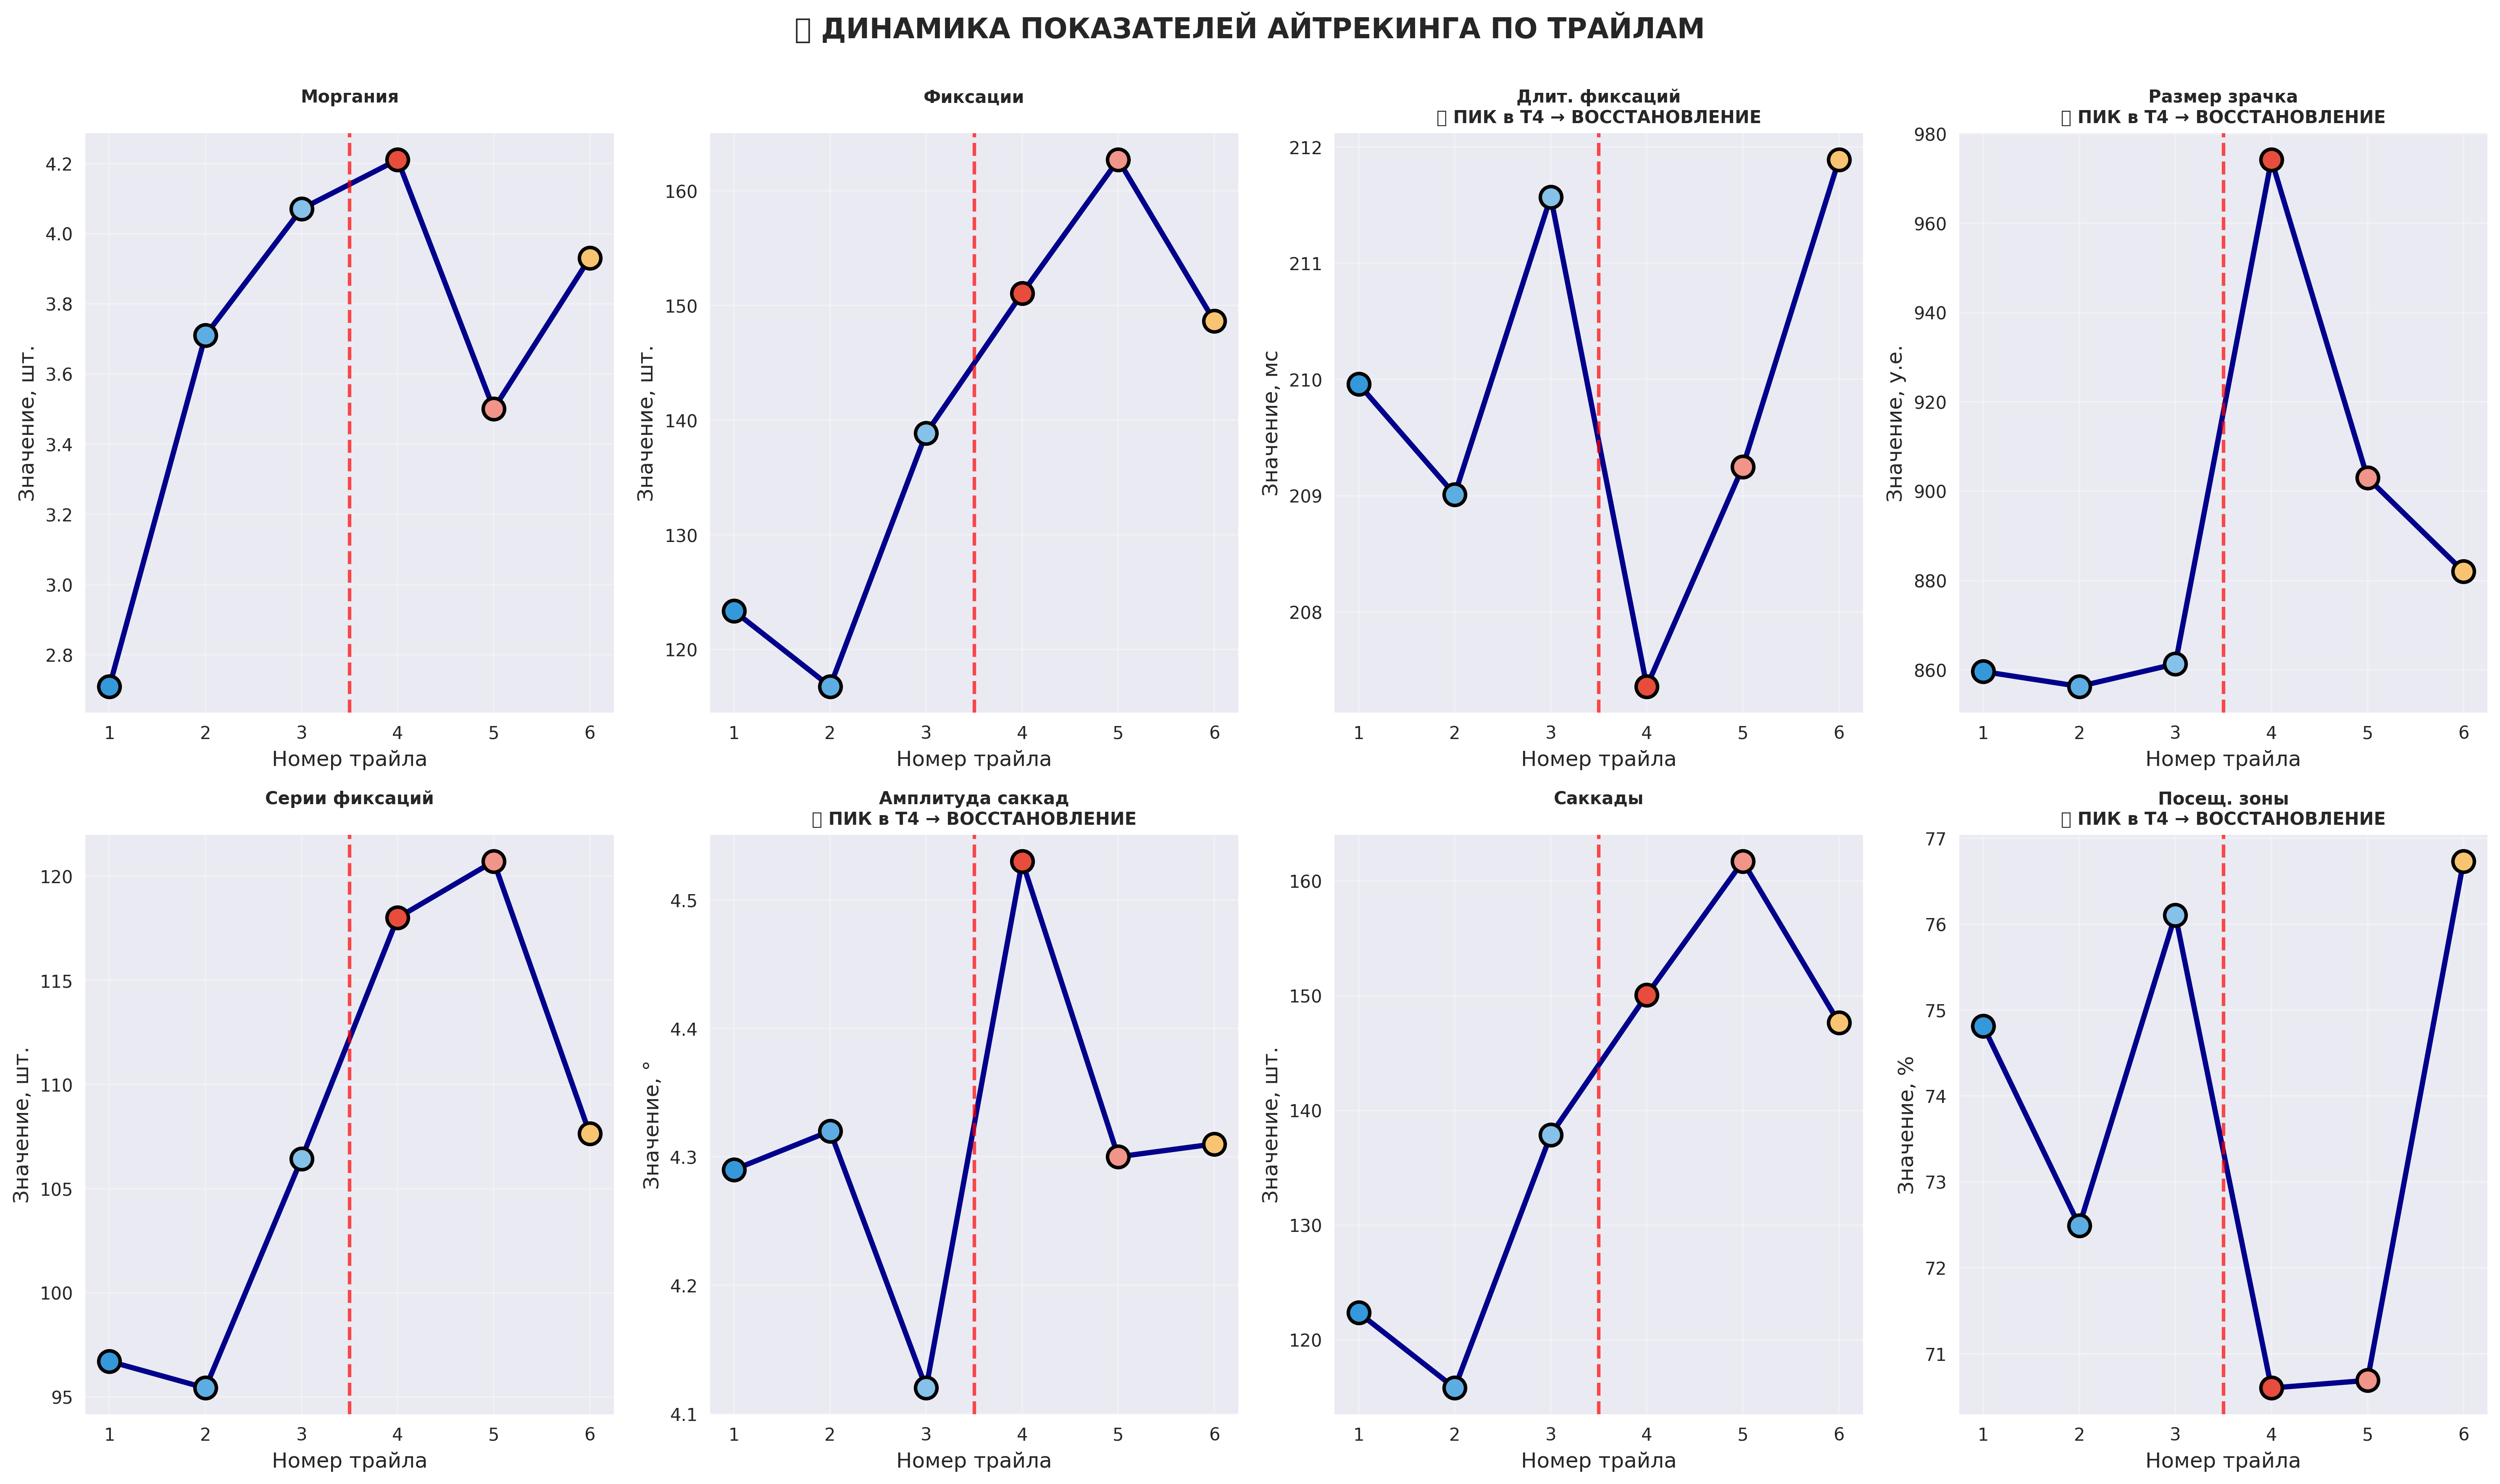 ▯ ДИНАМИКА ПОКАЗАТЕЛЕЙ АЙТРЕКИНГА ПО ТРАЙЛАМ
Моргания
4.2
4.0
3.8
3.6
3.4
3.2
3.0
2.8
Значение, шт.
1 2 3 4 5 6
Номер трайла
Фиксации
160
150
140
130
120
Значение, шт.
1 2 3 4 5 6
Номер трайла
Длит. фиксаций
▯ ПИК в Т4 → ВОССТАНОВЛЕНИЕ
212
211
210
209
208
Значение, мс
1 2 3 4 5 6
Номер трайла
Размер зрачка
▯ ПИК в Т4 → ВОССТАНОВЛЕНИЕ
980
960
940
920
900
880
860
Значение, у.е.
1 2 3 4 5 6
Номер трайла
Серии фиксаций
120
115
110
105
100
95
Значение, шт.
1 2 3 4 5 6
Номер трайла
Амплитуда саккад
▯ ПИК в Т4 → ВОССТАНОВЛЕНИЕ
4.5
4.4
4.3
4.2
4.1
Значение, °
1 2 3 4 5 6
Номер трайла
Саккады
160
150
140
130
120
Значение, шт.
1 2 3 4 5 6
Номер трайла
Посещ. зоны
▯ ПИК в Т4 → ВОССТАНОВЛЕНИЕ
77
76
75
74
73
72
71
Значение, %
1 2 3 4 5 6
Номер трайла